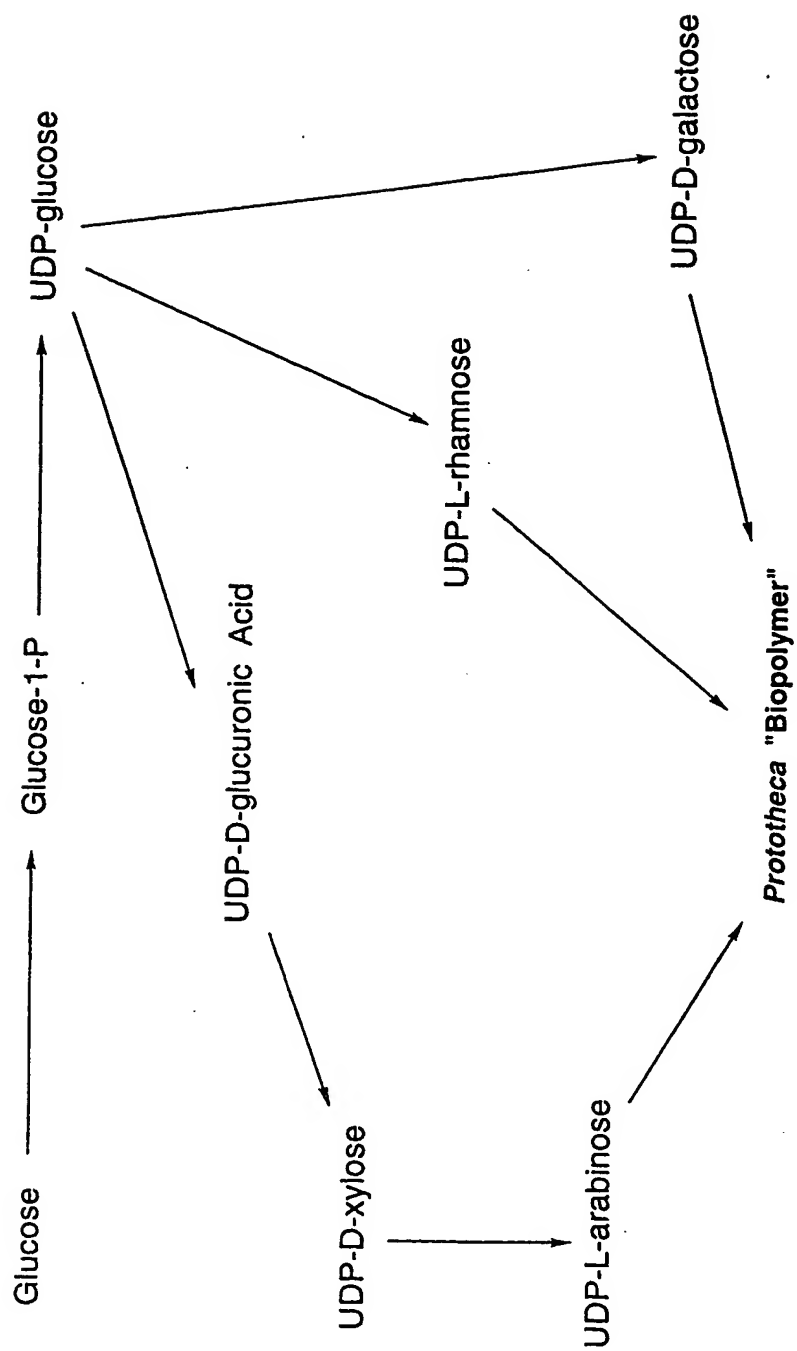 Glucose
Glucose-1-P
UDP-glucose
UDP-D-glucuronic Acid
UDP-D-xylose
UDP-L-rhamnose
UDP-L-arabinose
UDP-D-galactose
Prototheca "Biopolymer"